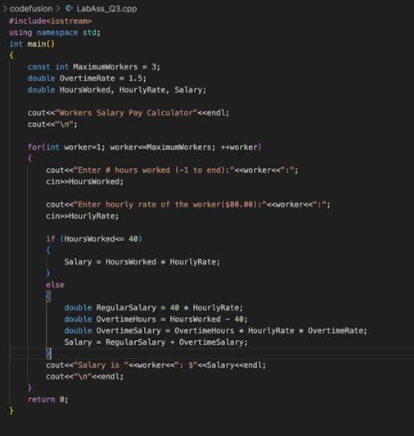 > codefusion > C- LabAss_Q3.cpp
#include<iostream>
using namespace std;
int main()
{
    const int MaximumWorkers = 3;
    double OvertimeRate = 1.5;
    double HoursWorked, HourlyRate, Salary;

    cout<<"Workers Salary Pay Calculator"<<endl;
    cout<<"\n";

    for(int worker=1; worker<=MaximumWorkers; ++worker)
    {
        cout<<"Enter # hours worked (-1 to end):"<<worker<<":";
        cin>>HoursWorked;

        cout<<"Enter hourly rate of the worker($00.00):"<<worker<<":";
        cin>>HourlyRate;

        if (HoursWorked<= 40)
        {
            Salary = HoursWorked * HourlyRate;
        }
        else
        {
            double RegularSalary = 40 * HourlyRate;
            double OvertimeHours = HoursWorked - 40;
            double OvertimeSalary = OvertimeHours * HourlyRate * OvertimeRate;
            Salary = RegularSalary + OvertimeSalary;
        }
        cout<<"Salary is "<<worker<<": $"<<Salary<<endl;
        cout<<"\n"<<endl;
    }
    return 0;
}